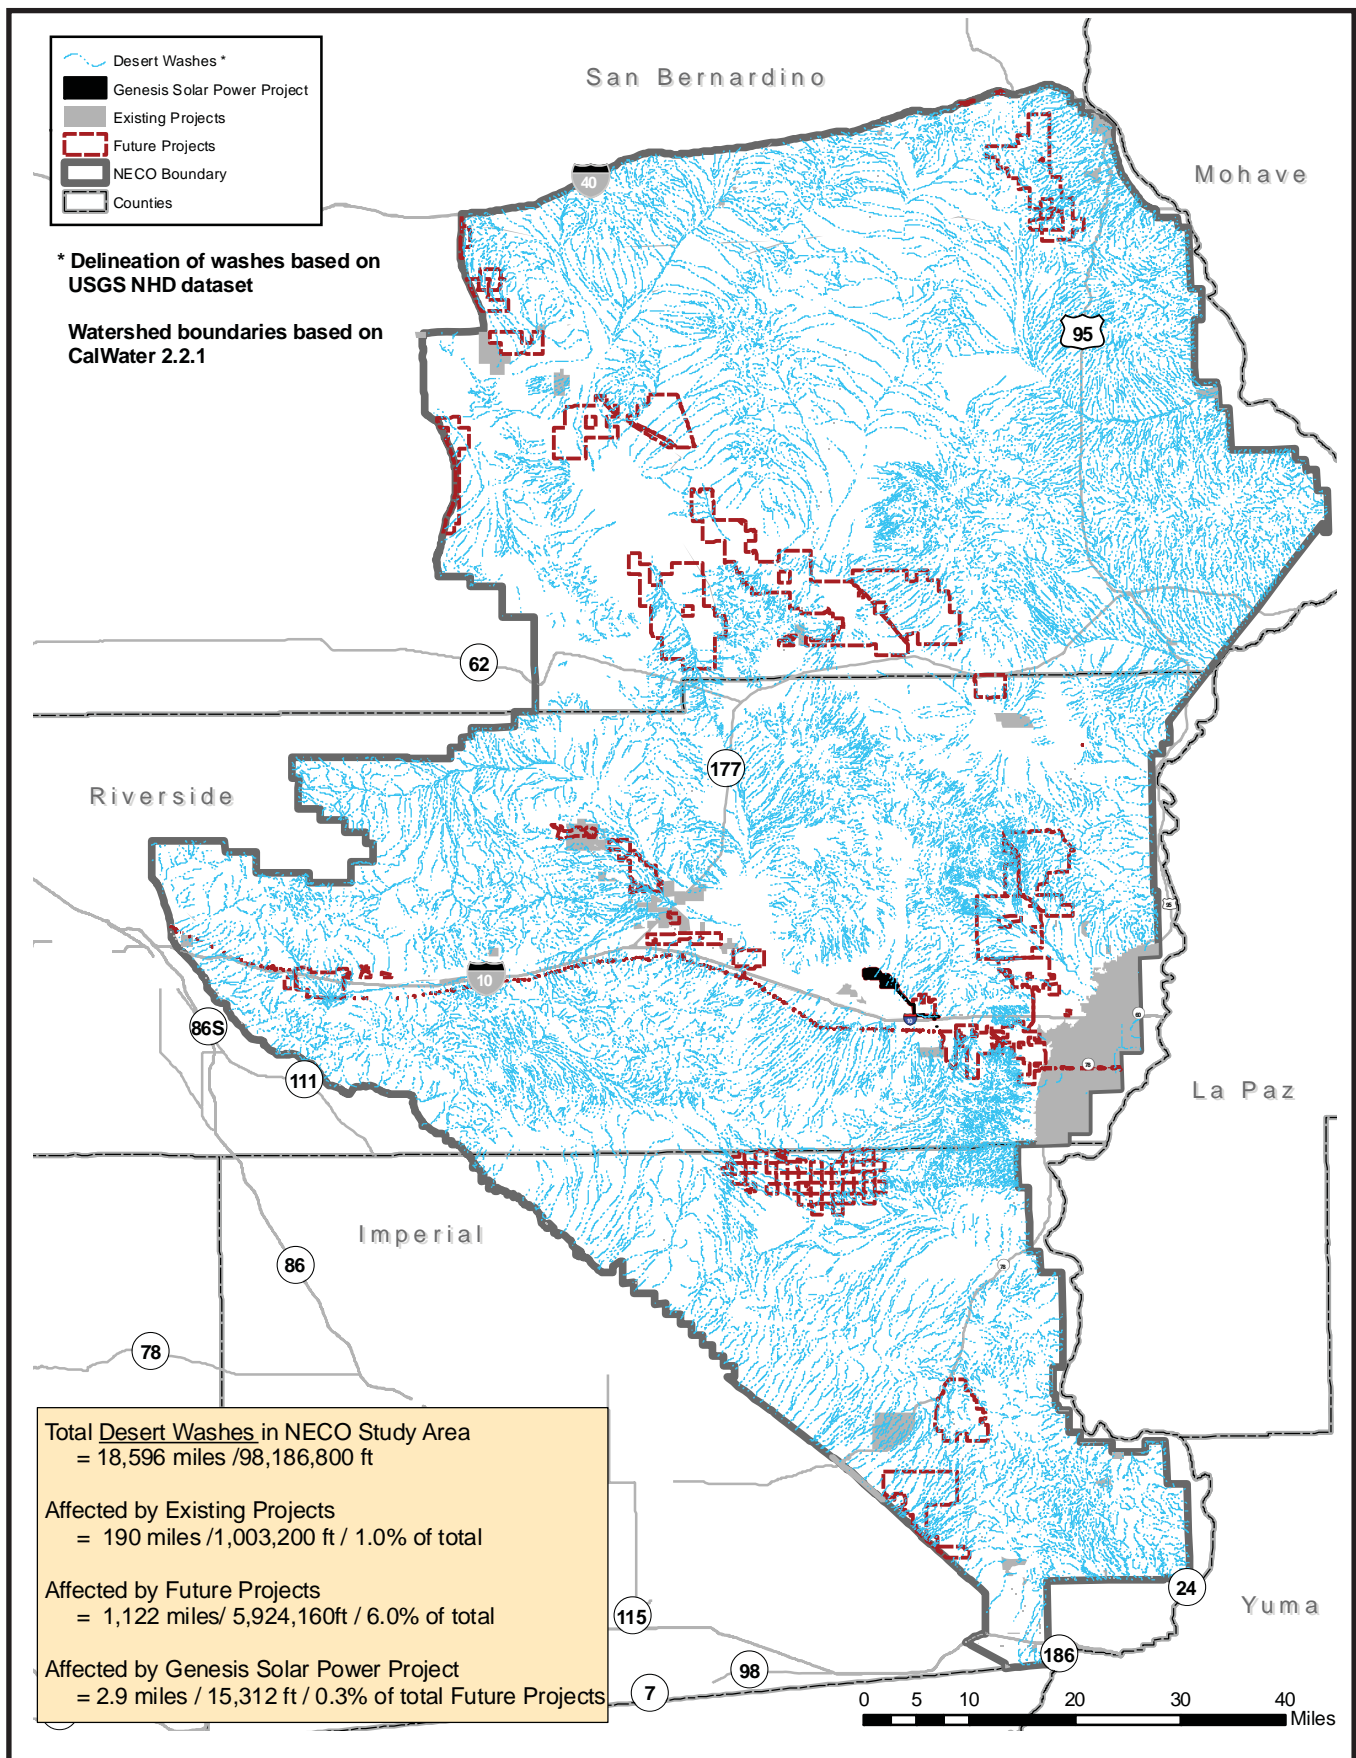 Desert Washes *
Genesis Solar Power Project
Existing Projects
Future Projects
NECO Boundary
Counties
* Delineation of washes based on
USGS NHD dataset
Watershed boundaries based on
CalWater 2.2.1
San Bernardino
Mohave
40
95
62
177
Riverside
95
10
86S
60
111
78
La Paz
Imperial
86
78
78
Total Desert Washes in NECO Study Area
= 18,596 miles /98,186,800 ft
Affected by Existing Projects
= 190 miles /1,003,200 ft / 1.0% of total
Affected by Future Projects
= 1,122 miles/ 5,924,160ft / 6.0% of total
Affected by Genesis Solar Power Project
= 2.9 miles / 15,312 ft / 0.3% of total Future Projects
24
Yuma
115
186
98
7
0 5 10 20 30 40
Miles